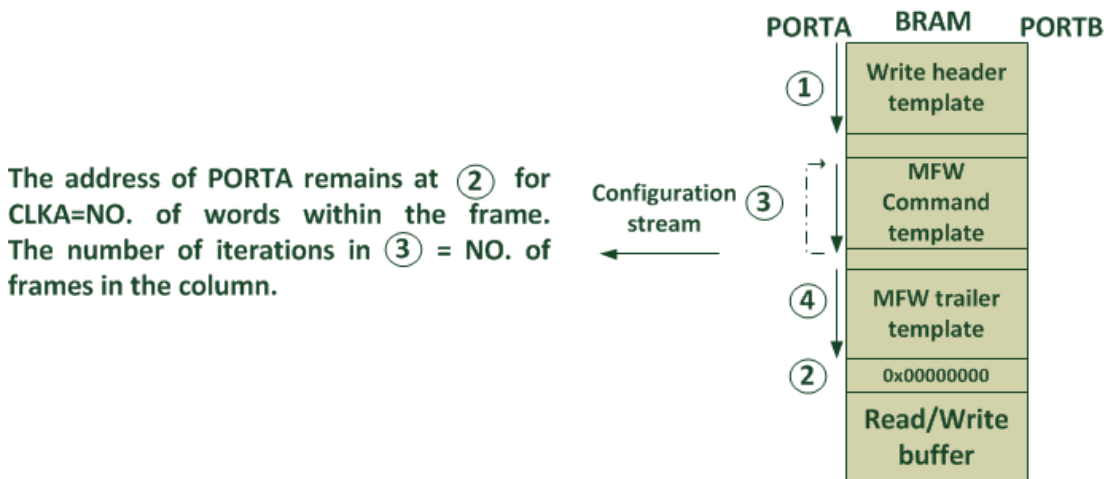 PORTA BRAM PORTB
Write header
template
①
The address of PORTA remains at ② for
CLKA=NO. of words within the frame.
The number of iterations in ③ = NO. of
frames in the column.
Configuration
stream
③
MFW
Command
template
④
MFW trailer
template
②
0x00000000
Read/Write
buffer